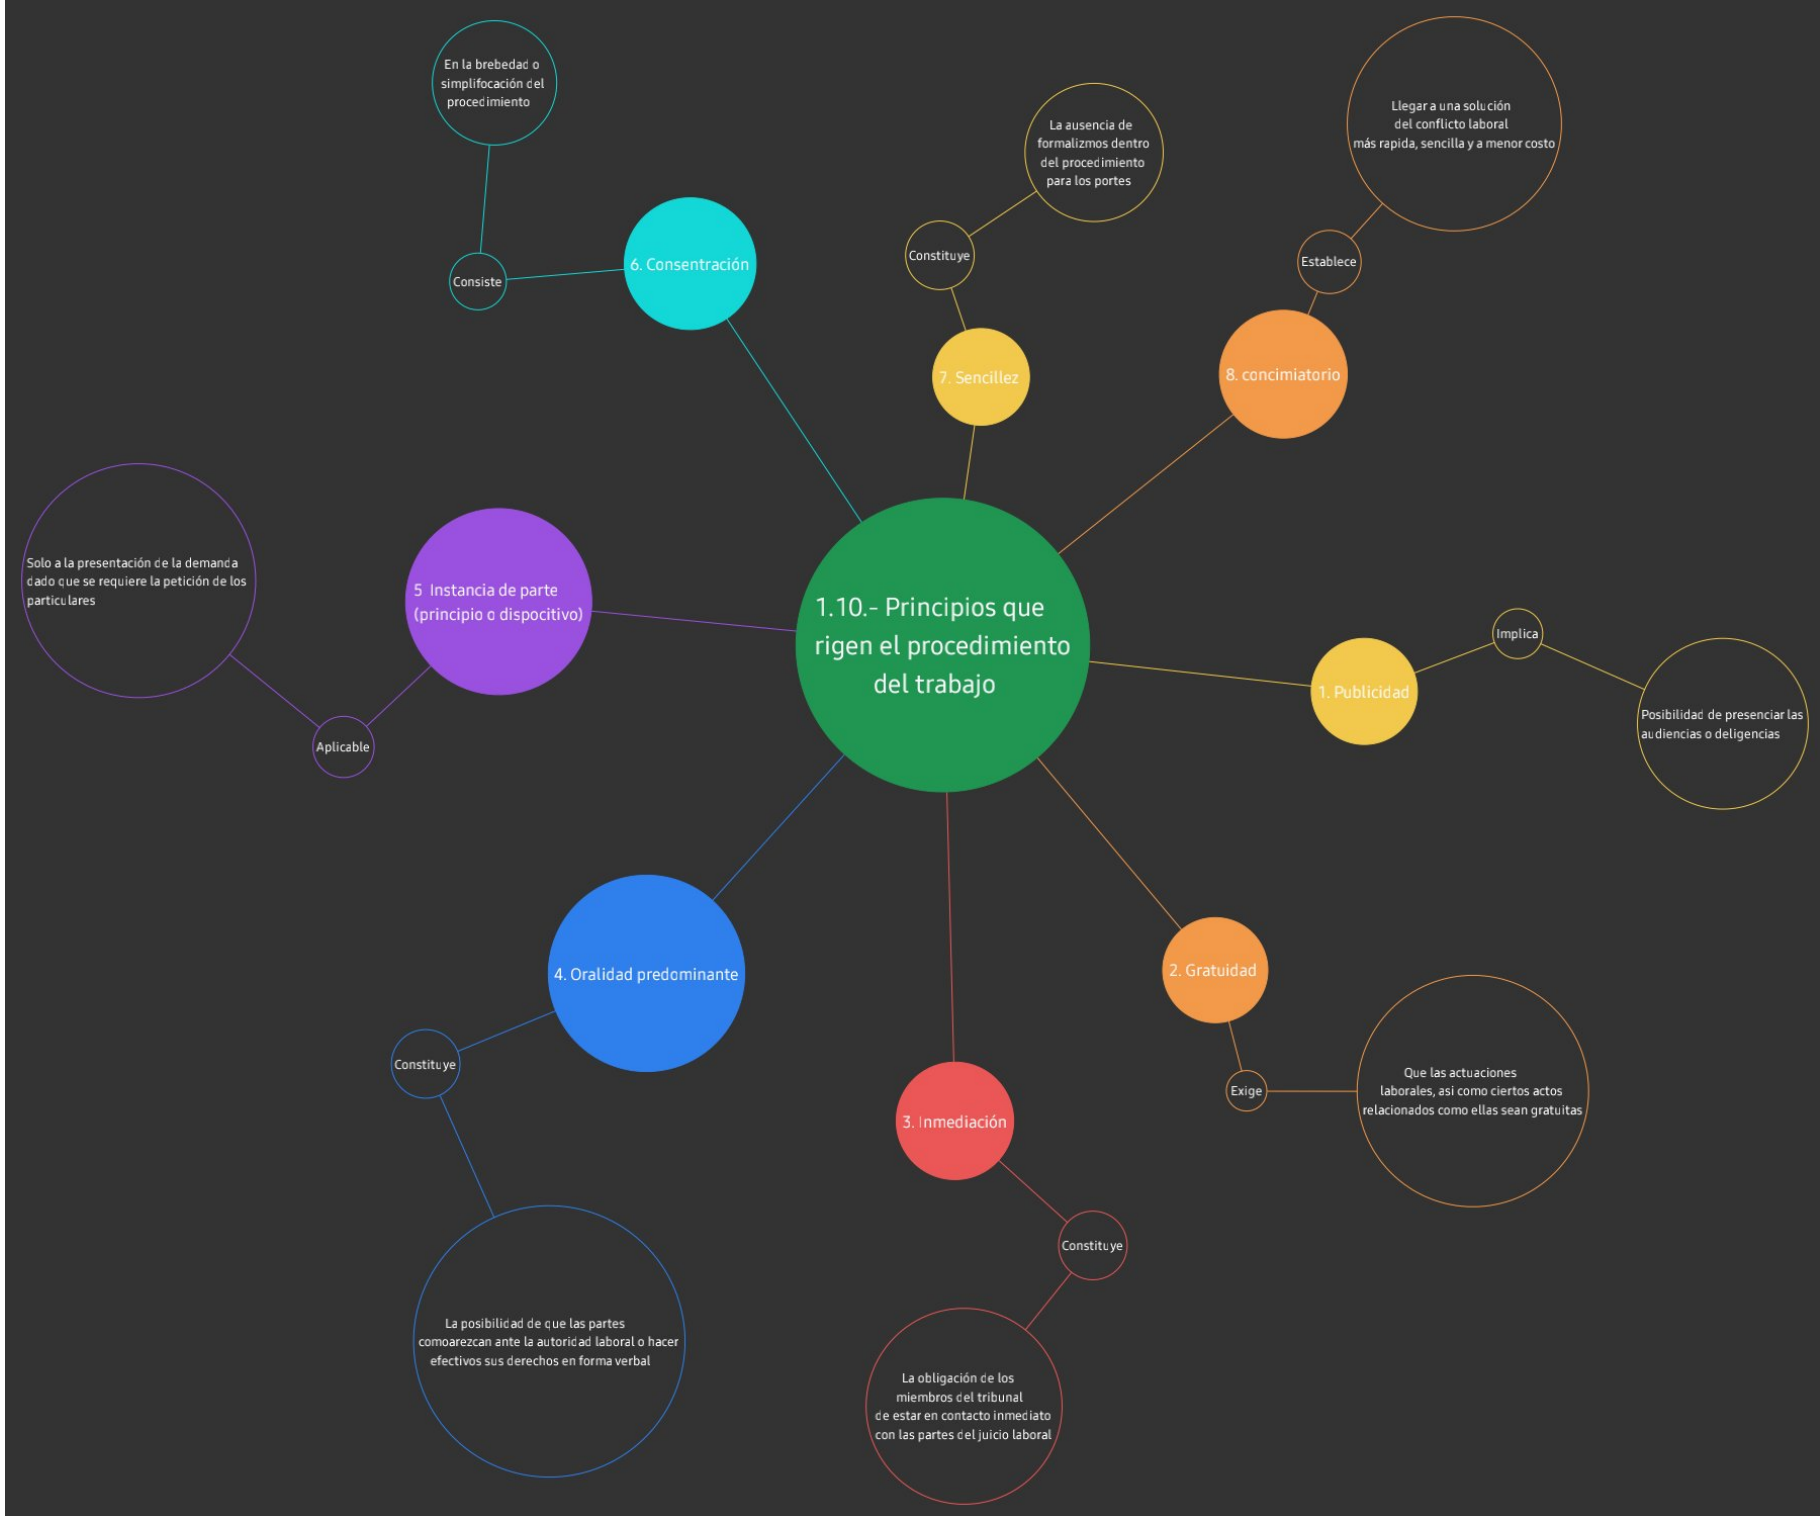 1.10.- Principios que
rigen el procedimiento
del trabajo
1. Publicidad
Implica
Posibilidad de presenciar las
audiencias o deligencias
2. Gratuidad
Exige
Que las actuaciones
laborales, asi como ciertos actos
relacionados como ellas sean gratuitas
3. Inmediación
Constituye
La obligación de los
miembros del tribunal
de estar en contacto inmediato
con las partes del juicio laboral
4. Oralidad predominante
Constituye
La posibilidad de que las partes
comoarezcan ante la autoridad laboral o hacer
efectivos sus derechos en forma verbal
5 Instancia de parte
(principio o dispocitivo)
Aplicable
Solo a la presentación de la demanda
dado que se requiere la petición de los
particulares
6. Consentración
Consiste
En la brebedad o
simplifocación del
procedimiento
7. Sencillez
Constituye
La ausencia de
formalizmos dentro
del procedimiento
para los portes
8. concimiatorio
Establece
Llegar a una solución
del conflicto laboral
más rapida, sencilla y a menor costo